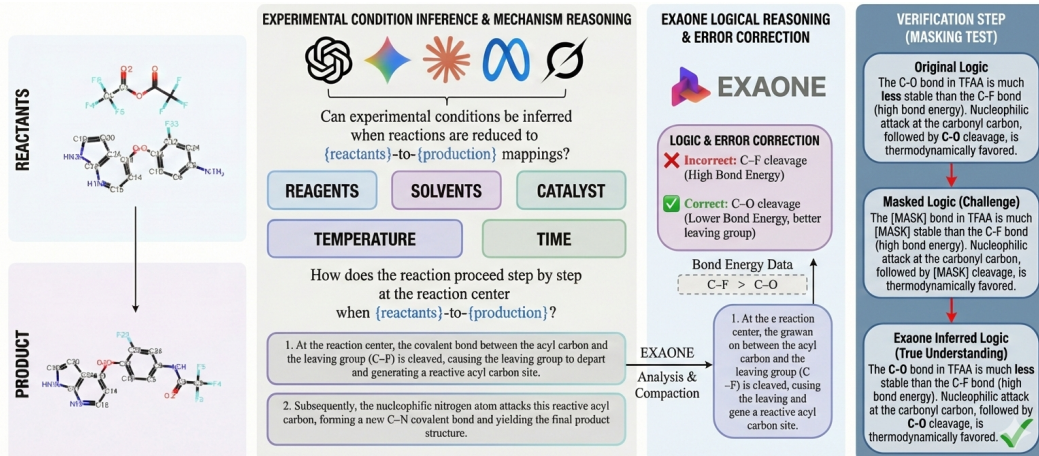 REACTANTS
PRODUCT
EXPERIMENTAL CONDITION INFERENCE & MECHANISM REASONING
Can experimental conditions be inferred
when reactions are reduced to
{reactants}-to-{production} mappings?
REAGENTS
SOLVENTS
CATALYST
TEMPERATURE
TIME
How does the reaction proceed step by step
at the reaction center
when {reactants}-to-{production}?
1. At the reaction center, the covalent bond between the acyl carbon and
the leaving group (C–F) is cleaved, causing the leaving group to depart
and generating a reactive acyl carbon site.
2. Subsequently, the nucleophific nitrogen atom attacks this reactive acyl
carbon, forming a new C–N covalent bond and yielding the final product
structure.
EXAONE
Analysis &
Compaction
EXAONE LOGICAL REASONING
& ERROR CORRECTION
EXAONE
LOGIC & ERROR CORRECTION
Incorrect: C–F cleavage
(High Bond Energy)
Correct: C–O cleavage
(Lower Bond Energy, better
leaving group)
Bond Energy Data
C–F > C–O
1. At the e reaction
center, the grawan
on between the acyl
carbon and the
leaving group (C
–F) is cleaved, cusing
the leaving and
gene a reactive acyl
carbon site.
VERIFICATION STEP
(MASKING TEST)
Original Logic
The C-O bond in TFAA is much
less stable than the C-F bond
(high bond energy). Nucleophilic
attack at the carbonyl carbon,
followed by C-O cleavage, is
thermodynamically favored.
Masked Logic (Challenge)
The [MASK] bond in TFAA is much
[MASK] stable than the C-F bond
(high bond energy). Nucleophilic
attack at the carbonyl carbon,
followed by [MASK] cleavage, is
thermodynamically favored.
Exaone Inferred Logic
(True Understanding)
The C-O bond in TFAA is much less
stable than the C-F bond (high
bond energy). Nucleophilic attack
at the carbonyl carbon, followed by
C-O cleavage, is
thermodynamically favored.